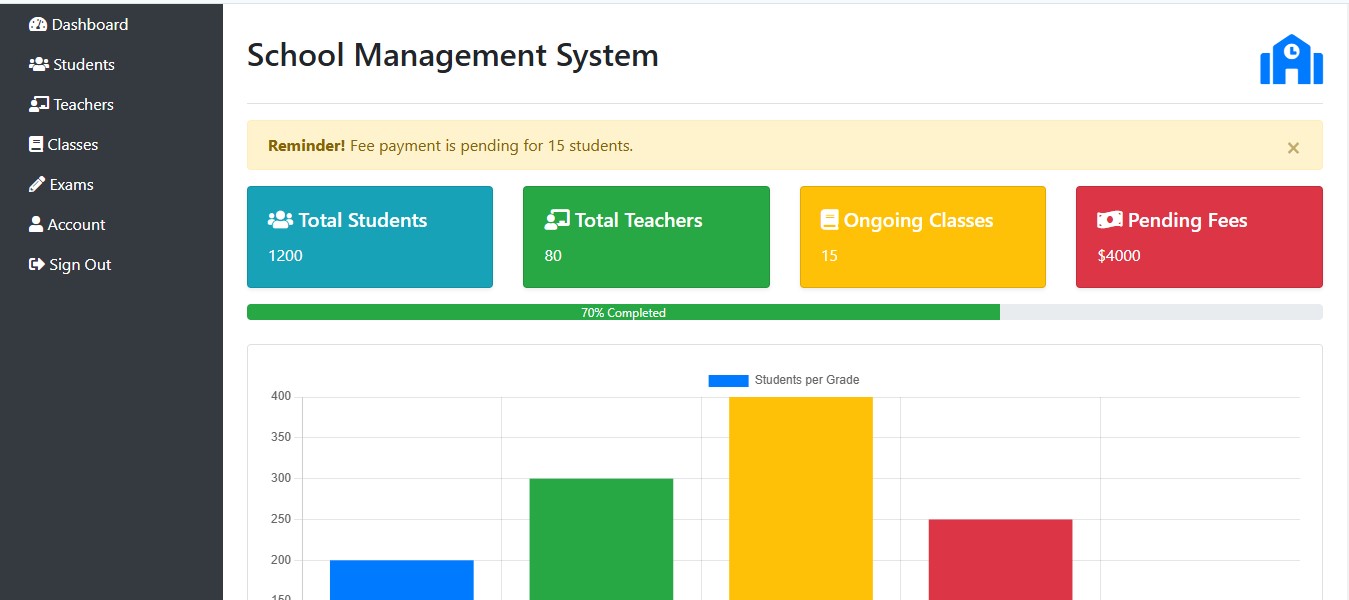 Dashboard
Students
Teachers
Classes
Exams
Account
Sign Out
School Management System
Reminder! Fee payment is pending for 15 students.
×
Total Students
1200
Total Teachers
80
Ongoing Classes
15
Pending Fees
$4000
70% Completed
Students per Grade
400
350
300
250
200
150